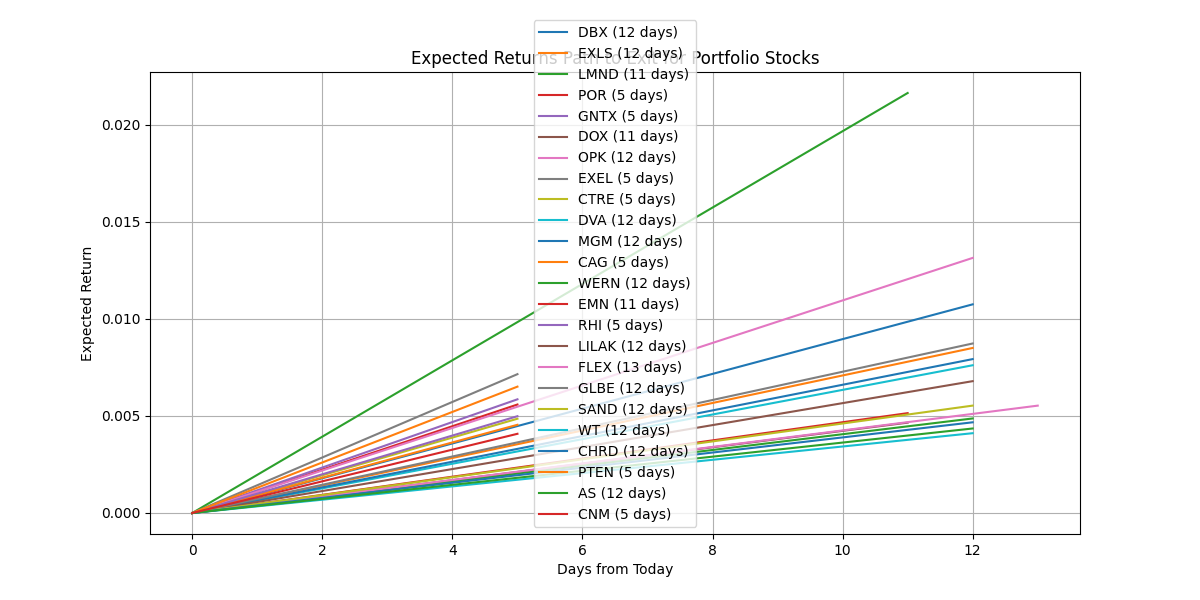 Expected Returns Path to Exit for Portfolio Stocks
DBX (12 days)
EXLS (12 days)
LMND (11 days)
POR (5 days)
GNTX (5 days)
DOX (11 days)
OPK (12 days)
EXEL (5 days)
CTRE (5 days)
DVA (12 days)
MGM (12 days)
CAG (5 days)
WERN (12 days)
EMN (11 days)
RHI (5 days)
LILAK (12 days)
FLEX (13 days)
GLBE (12 days)
SAND (12 days)
WT (12 days)
CHRD (12 days)
PTEN (5 days)
AS (12 days)
CNM (5 days)
Expected Return
0.020
0.015
0.010
0.005
0.000
0 2 4 6 8 10 12
Days from Today